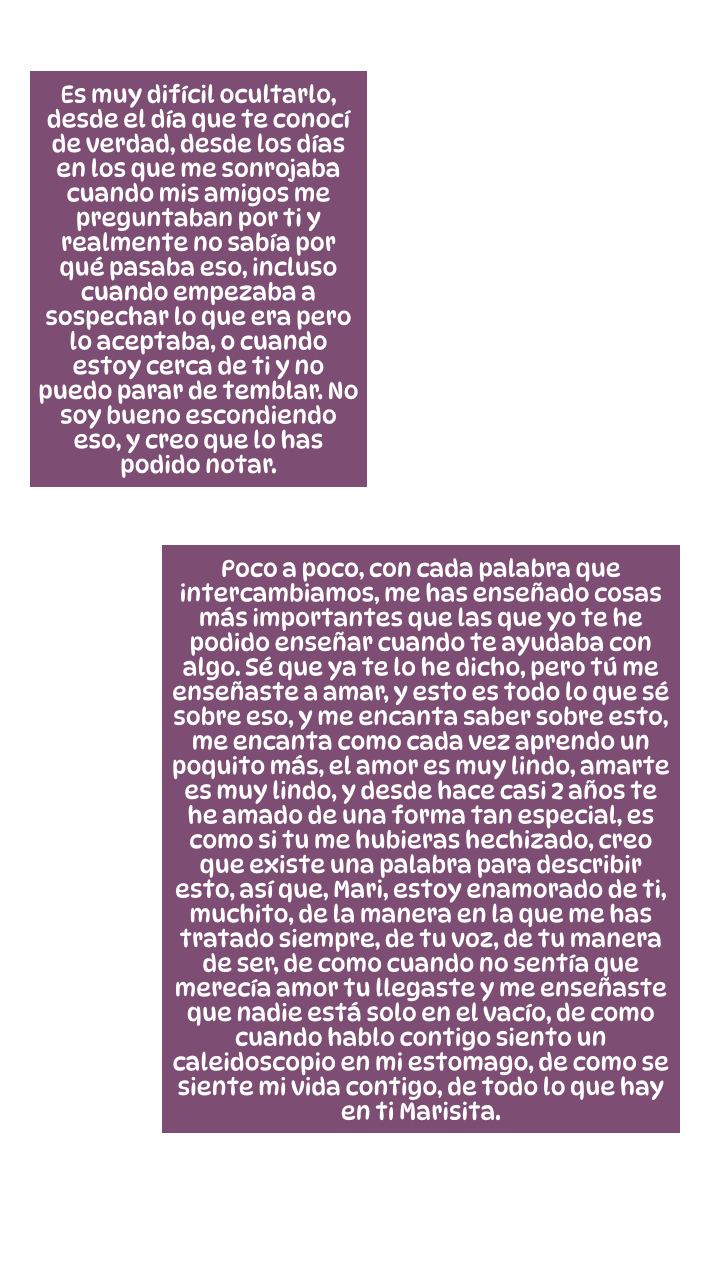 Es muy difícil ocultarlo,
desde el día que te conocí
de verdad, desde los días
en los que me sonrojaba
cuando mis amigos me
preguntaban por ti y
realmente no sabía por
qué pasaba eso, incluso
cuando empezaba a
sospechar lo que era pero
lo aceptaba, o cuando
estoy cerca de ti y no
puedo parar de temblar. No
soy bueno escondiendo
eso, y creo que lo has
podido notar.
Poco a poco, con cada palabra que
intercambiamos, me has enseñado cosas
más importantes que las que yo te he
podido enseñar cuando te ayudaba con
algo. Sé que ya te lo he dicho, pero tú me
enseñaste a amar, y esto es todo lo que sé
sobre eso, y me encanta saber sobre esto,
me encanta como cada vez aprendo un
poquito más, el amor es muy lindo, amarte
es muy lindo, y desde hace casi 2 años te
he amado de una forma tan especial, es
como si tu me hubieras hechizado, creo
que existe una palabra para describir
esto, así que, Mari, estoy enamorado de ti,
muchito, de la manera en la que me has
tratado siempre, de tu voz, de tu manera
de ser, de como cuando no sentía que
merecía amor tu llegaste y me enseñaste
que nadie está solo en el vacío, de como
cuando hablo contigo siento un
caleidoscopio en mi estomago, de como se
siente mi vida contigo, de todo lo que hay
en ti Marisita.